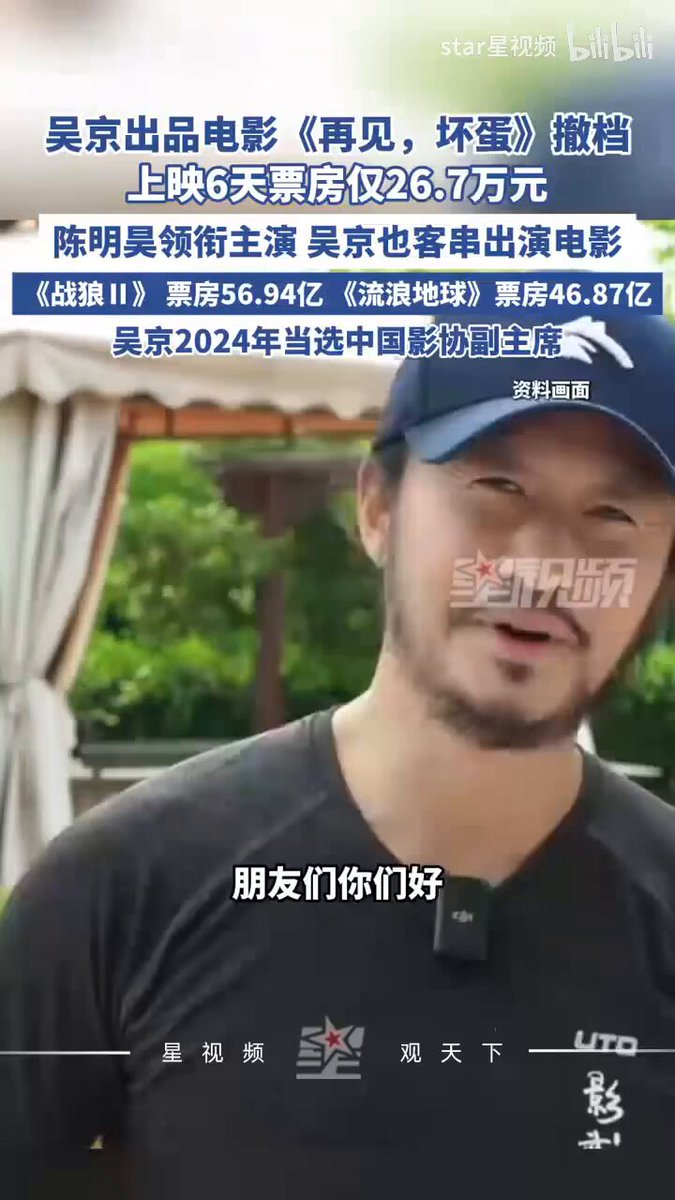 star星视频 bilibili
吴京出品电影《再见，坏蛋》撤档
上映6天票房仅26.7万元
陈明昊领衔主演 吴京也客串出演电影
《战狼Ⅱ》 票房56.94亿 《流浪地球》票房46.87亿
吴京2024年当选中国影协副主席
资料画面
星视频
朋友们你们好
星视频 观天下
UTO
影